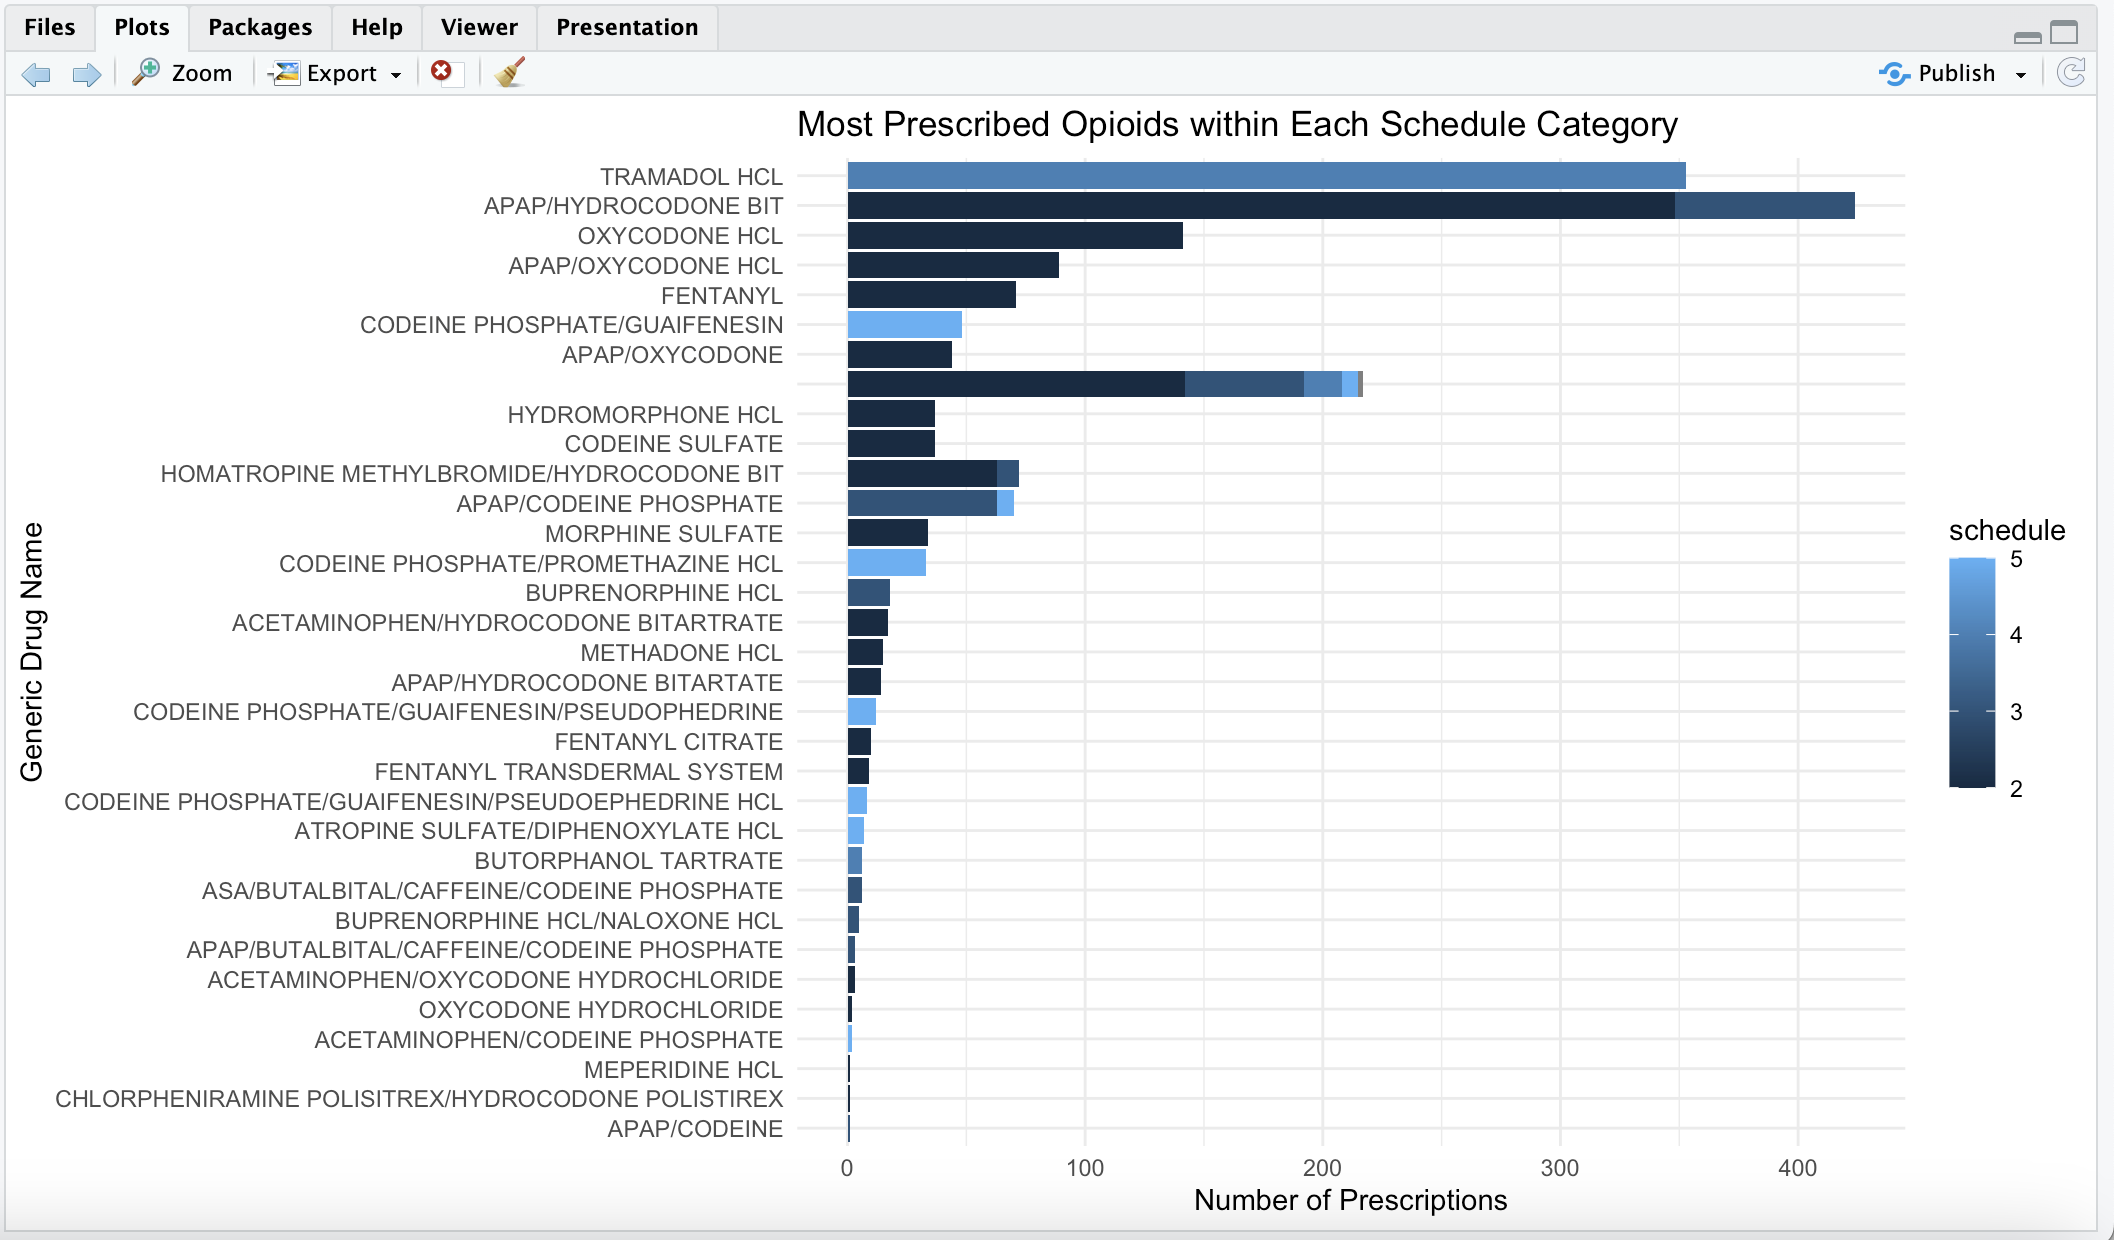 Files Plots Packages Help Viewer Presentation
Zoom Export Publish
Most Prescribed Opioids within Each Schedule Category
Generic Drug Name
TRAMADOL HCL
APAP/HYDROCODONE BIT
OXYCODONE HCL
APAP/OXYCODONE HCL
FENTANYL
CODEINE PHOSPHATE/GUAIFENESIN
APAP/OXYCODONE
HYDROMORPHONE HCL
CODEINE SULFATE
HOMATROPINE METHYLBROMIDE/HYDROCODONE BIT
APAP/CODEINE PHOSPHATE
MORPHINE SULFATE
CODEINE PHOSPHATE/PROMETHAZINE HCL
BUPRENORPHINE HCL
ACETAMINOPHEN/HYDROCODONE BITARTRATE
METHADONE HCL
APAP/HYDROCODONE BITARTATE
CODEINE PHOSPHATE/GUAIFENESIN/PSEUDOPHEDRINE
FENTANYL CITRATE
FENTANYL TRANSDERMAL SYSTEM
CODEINE PHOSPHATE/GUAIFENESIN/PSEUDOEPHEDRINE HCL
ATROPINE SULFATE/DIPHENOXYLATE HCL
BUTORPHANOL TARTRATE
ASA/BUTALBITAL/CAFFEINE/CODEINE PHOSPHATE
BUPRENORPHINE HCL/NALOXONE HCL
APAP/BUTALBITAL/CAFFEINE/CODEINE PHOSPHATE
ACETAMINOPHEN/OXYCODONE HYDROCHLORIDE
OXYCODONE HYDROCHLORIDE
ACETAMINOPHEN/CODEINE PHOSPHATE
MEPERIDINE HCL
CHLORPHENIRAMINE POLISITREX/HYDROCODONE POLISTIREX
APAP/CODEINE
0 100 200 300 400
Number of Prescriptions
schedule
5
4
3
2